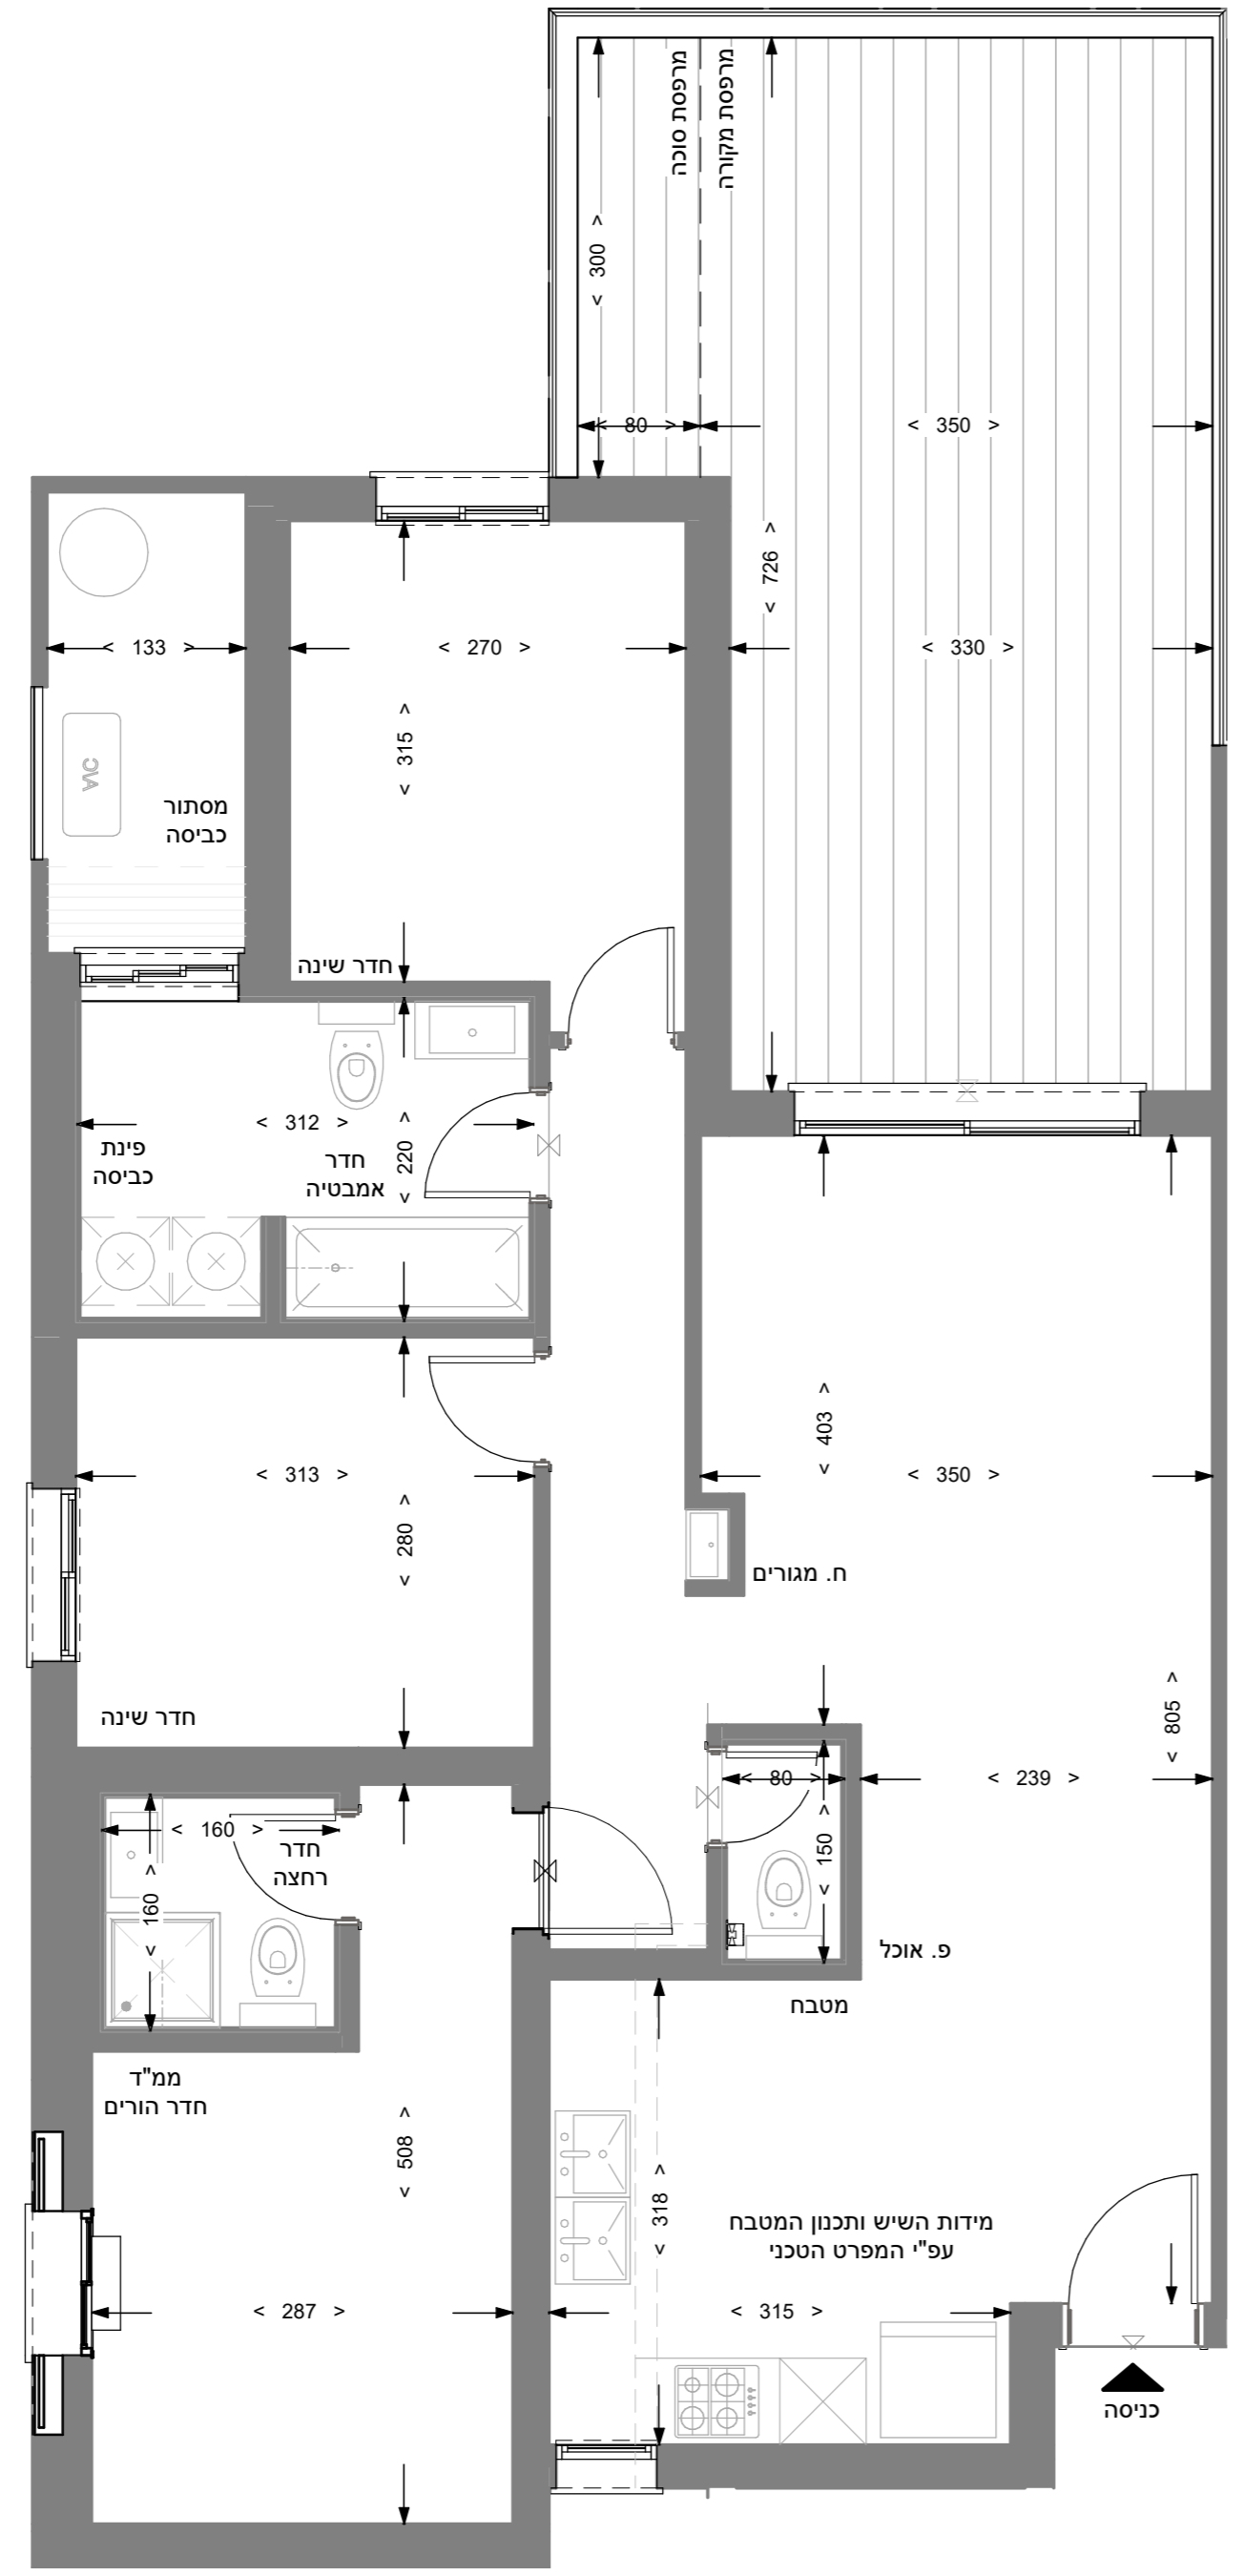 מרפסת סוכה
מרפסת מקורה
< 300 >
< 80 >
< 350 >
< 726 >
< 133 >
< 270 >
< 330 >
< 315 >
A\C
מסתור
כביסה
חדר שינה
< 312 >
< 220 >
פינת
כביסה
חדר
אמבטיה
< 403 >
< 313 >
< 350 >
< 280 >
ח. מגורים
< 805 >
חדר שינה
< 80 >
< 239 >
< 160 >
< 150 >
חדר
רחצה
< 160 >
פ. אוכל
מטבח
ממ"ד
חדר הורים
< 508 >
< 318 >
מידות השיש ותכנון המטבח
עפ"י המפרט הטכני
< 287 >
< 315 >
כניסה